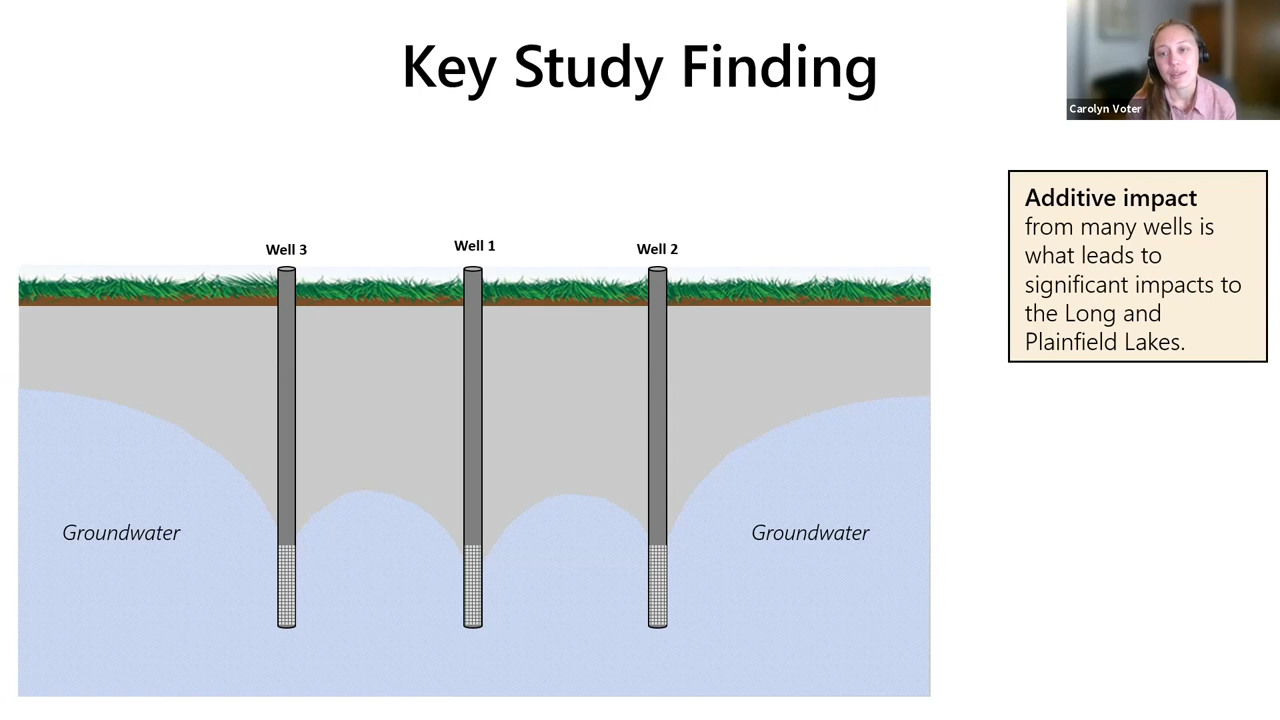 Key Study Finding
Carolyn Voter
Additive impact
from many wells is
what leads to
significant impacts to
the Long and
Plainfield Lakes.
Well 3
Well 1
Well 2
Groundwater
Groundwater